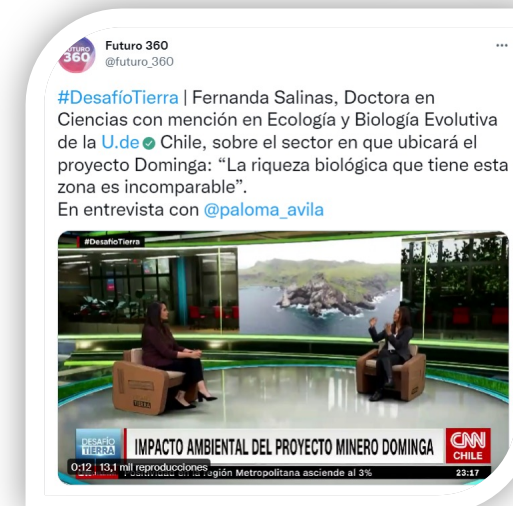 FUTURO
360
Futuro 360
@futuro_360
#DesafíoTierra | Fernanda Salinas, Doctora en
Ciencias con mención en Ecología y Biología Evolutiva
de la U.de Chile, sobre el sector en que ubicará el
proyecto Dominga: “La riqueza biológica que tiene esta
zona es incomparable”.
En entrevista con @paloma_avila
#DesafíoTierra
TIERRA
DESAFÍO
TIERRA
IMPACTO AMBIENTAL DEL PROYECTO MINERO DOMINGA
CNN
CHILE
0:12 13,1 mil reproducciones
región Metropolitana asciende al 3%
23:17